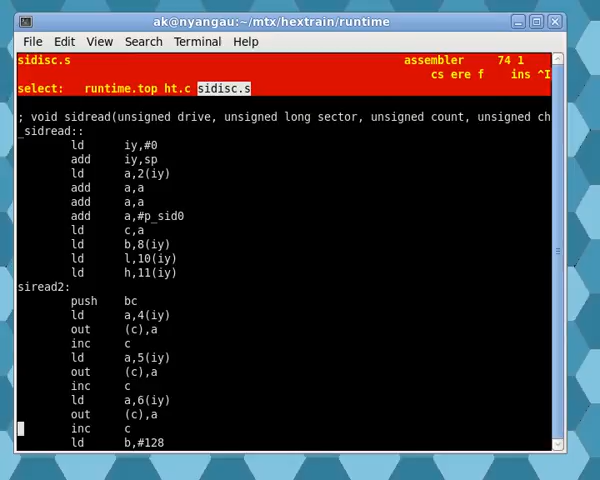 ak@nyangau:~/mtx/hextrain/runtime
File Edit View Search Terminal Help
sidisc.s assembler 74 1
cs ere f ins ^I
select: runtime.top ht.c sidisc.s
; void sidread(unsigned drive, unsigned long sector, unsigned count, unsigned ch
_sidread::
ld iy,#0
add iy,sp
ld a,2(iy)
add a,a
add a,a
add a,#p_sid0
ld c,a
ld b,8(iy)
ld l,10(iy)
ld h,11(iy)
siread2:
push bc
ld a,4(iy)
out (c),a
inc c
ld a,5(iy)
out (c),a
inc c
ld a,6(iy)
out (c),a
inc c
ld b,#128